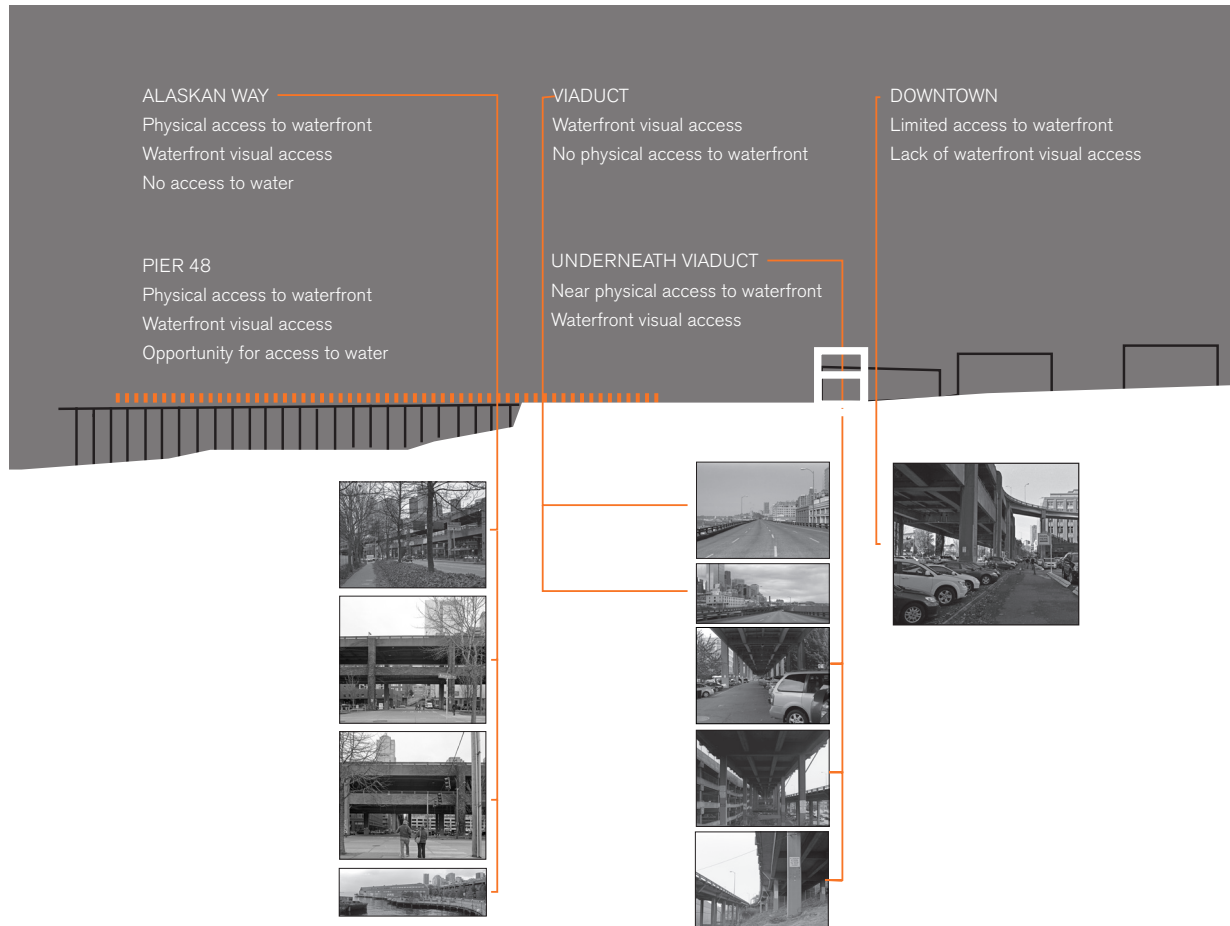 ALASKAN WAY
Physical access to waterfront
Waterfront visual access
No access to water
PIER 48
Physical access to waterfront
Waterfront visual access
Opportunity for access to water
VIADUCT
Waterfront visual access
No physical access to waterfront
UNDERNEATH VIADUCT
Near physical access to waterfront
Waterfront visual access
DOWNTOWN
Limited access to waterfront
Lack of waterfront visual access